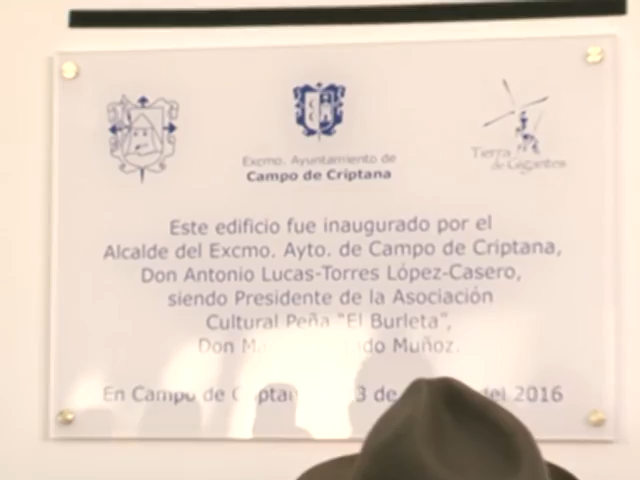 Excmo. Ayuntamiento de
Campo de Criptana
Tierra
de Gigantes
Este edificio fue inaugurado por el
Alcalde del Excmo. Ayto. de Campo de Criptana,
Don Antonio Lucas-Torres López-Casero,
siendo Presidente de la Asociación
Cultural Peña "El Burleta",
Don Muñoz.
En Campo de 3 de del 2016